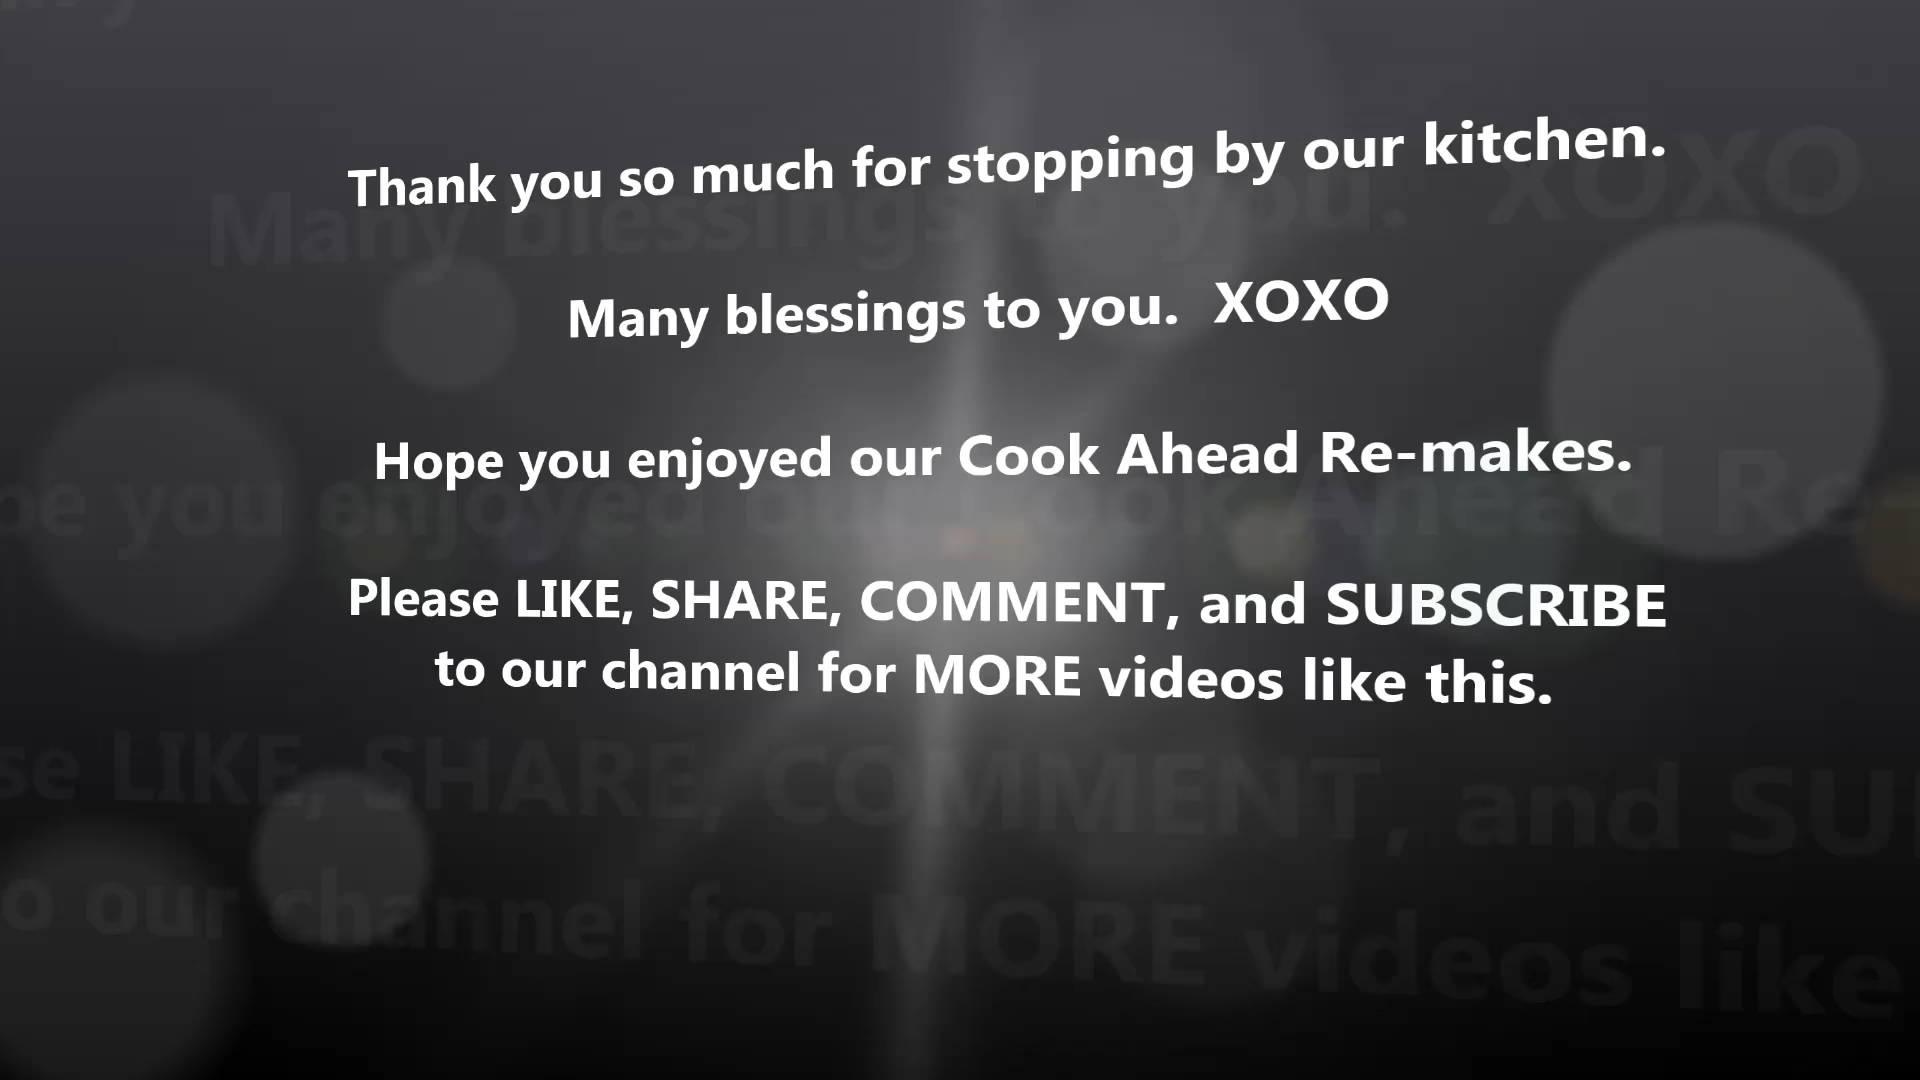 Thank you so much for stopping by our kitchen.
Many blessings to you. XOXO
Hope you enjoyed our Cook Ahead Re-makes.
Please LIKE, SHARE, COMMENT, and SUBSCRIBE
to our channel for MORE videos like this.